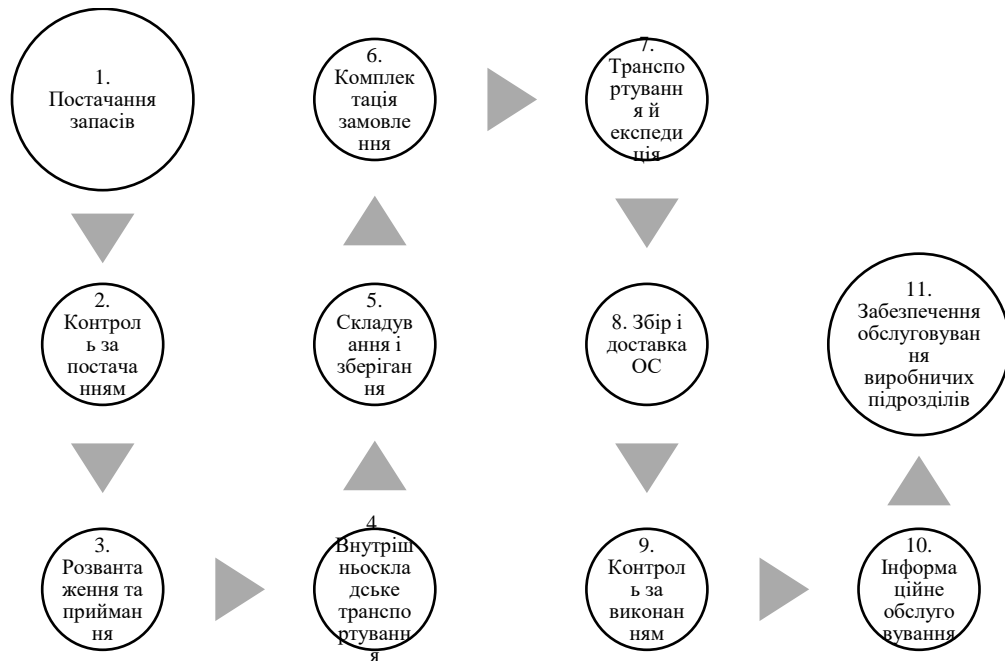 1.
Постачання
запасів
2.
Контрол
ь за
постача
нням
3.
Розванта
ження та
прийман
ня
4.
Внутріш
ньоскла
дське
транспо
ртуванн
я
5.
Складув
ання і
зберіган
ня
6.
Комплек
тація
замовле
ння
7.
Транспо
ртуванн
я й
експеди
ція
8. Збір і
доставка
ОС
9.
Контрол
ь за
виконан
ням
10.
Інформа
ційне
обслуго
вування
11.
Забезпечення
обслуговуван
ня
виробничих
підрозділів